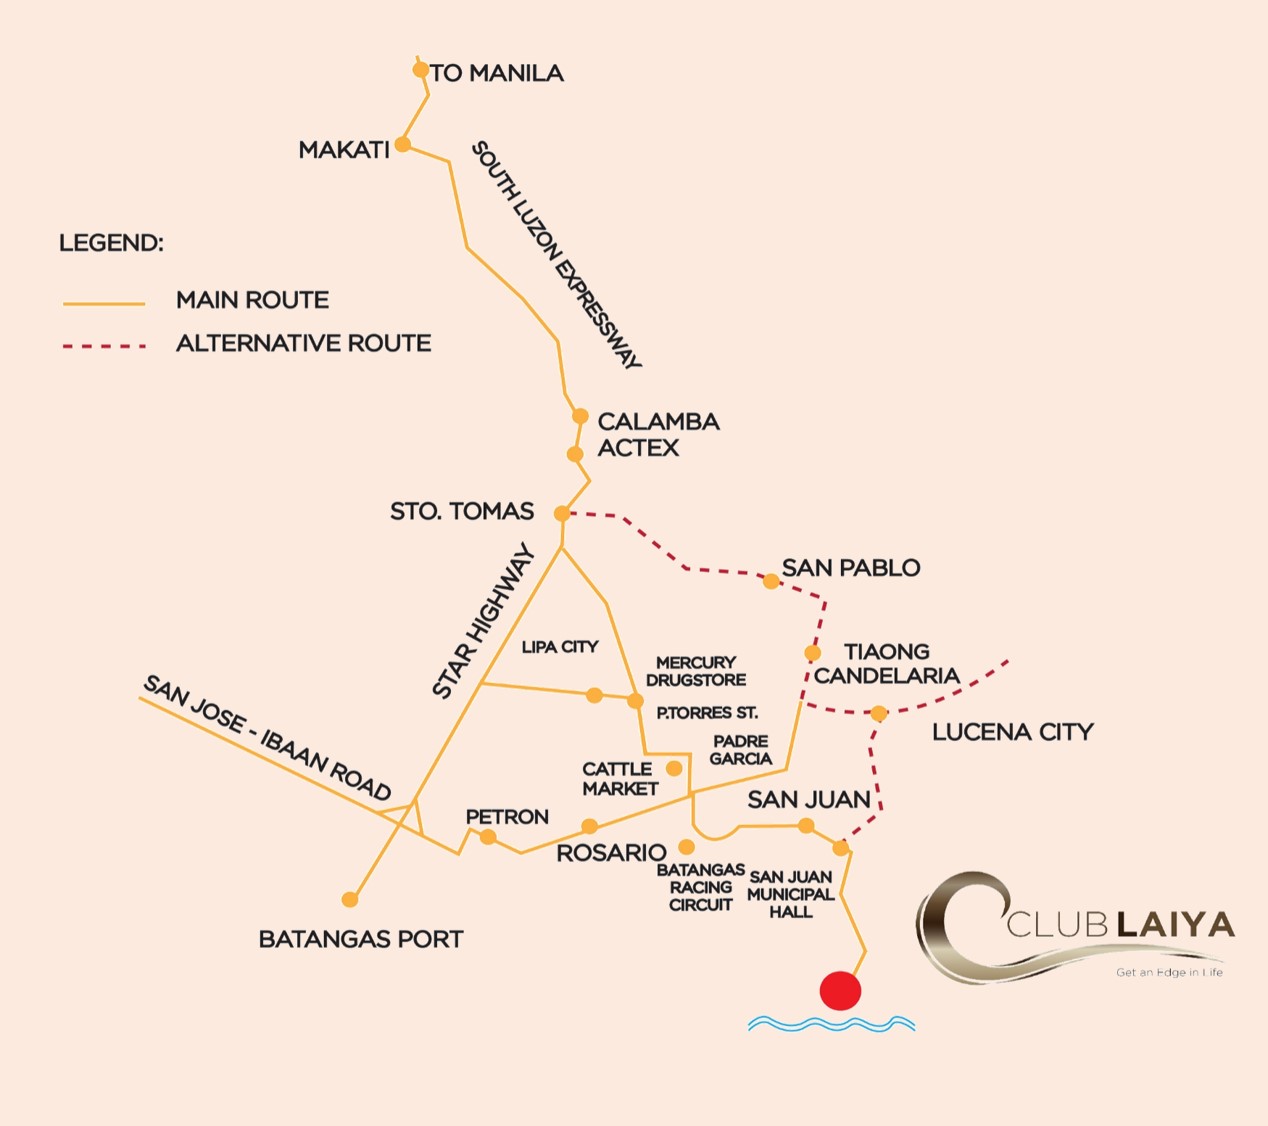 TO MANILA
MAKATI
SOUTH LUZON EXPRESSWAY
LEGEND:
MAIN ROUTE
ALTERNATIVE ROUTE
CALAMBA
ACTEX
STO. TOMAS
SAN PABLO
STAR HIGHWAY
LIPA CITY
MERCURY
DRUGSTORE
TIAONG
CANDELARIA
SAN JOSE - IBAAN ROAD
P.TORRES ST.
LUCENA CITY
PADRE
GARCIA
CATTLE
MARKET
SAN JUAN
PETRON
ROSARIO
BATANGAS
RACING
CIRCUIT
SAN JUAN
MUNICIPAL
HALL
BATANGAS PORT
CLUB LAIYA
Get an Edge in Life